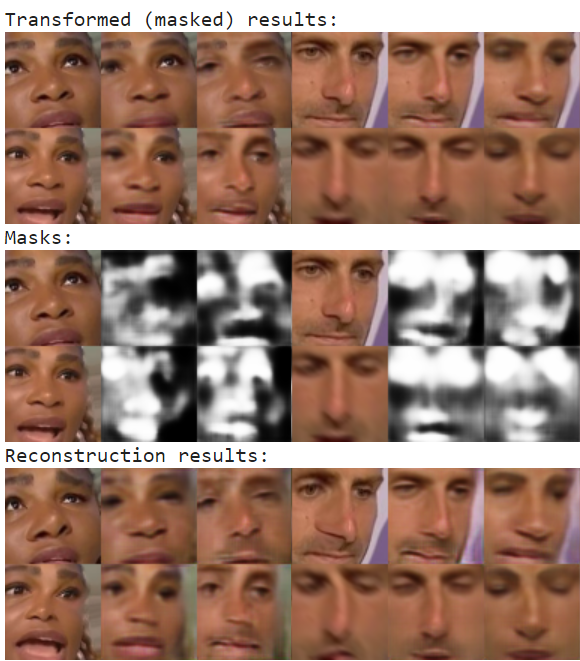 Transformed (masked) results:
Masks:
Reconstruction results: